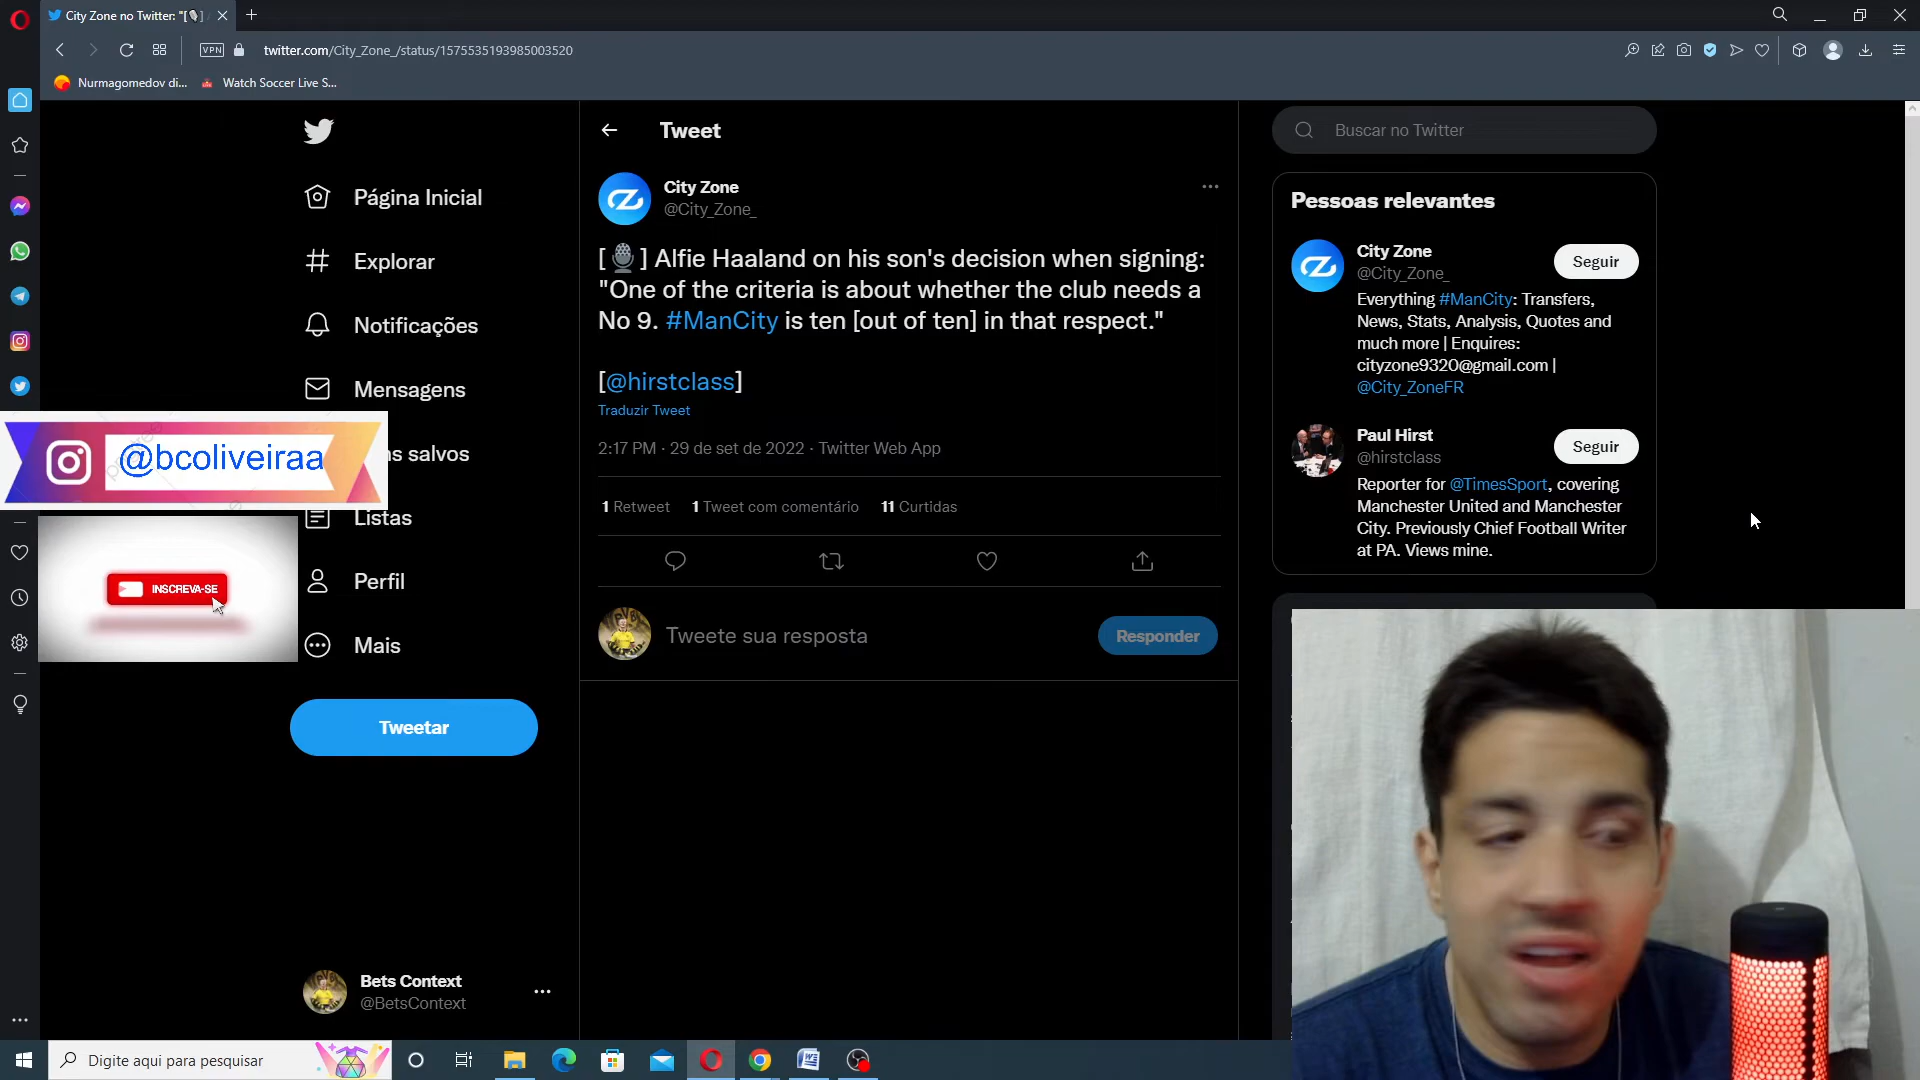 City Zone no Twitter: "[
VPN
twitter.com/City_Zone_/status/1575535193985003520
Nurmagomedov di...
Watch Soccer Live S...
Página Inicial
Explorar
Notificações
Mensagens
ns salvos
Listas
Perfil
Mais
Tweetar
@bcoliveiraa
INSCREVA-SE
Bets Context
@BetsContext
Tweet
City Zone
@City_Zone_
[🎙] Alfie Haaland on his son's decision when signing:
"One of the criteria is about whether the club needs a
No 9. #ManCity is ten [out of ten] in that respect."
[@hirstclass]
Traduzir Tweet
2:17 PM · 29 de set de 2022 · Twitter Web App
1 Retweet 1 Tweet com comentário 11 Curtidas
Tweete sua resposta
Responder
Buscar no Twitter
Pessoas relevantes
City Zone
@City_Zone_
Seguir
Everything #ManCity: Transfers,
News, Stats, Analysis, Quotes and
much more | Enquires:
cityzone9320@gmail.com |
@City_ZoneFR
Paul Hirst
@hirstclass
Seguir
Reporter for @TimesSport, covering
Manchester United and Manchester
City. Previously Chief Football Writer
at PA. Views mine.
Digite aqui para pesquisar